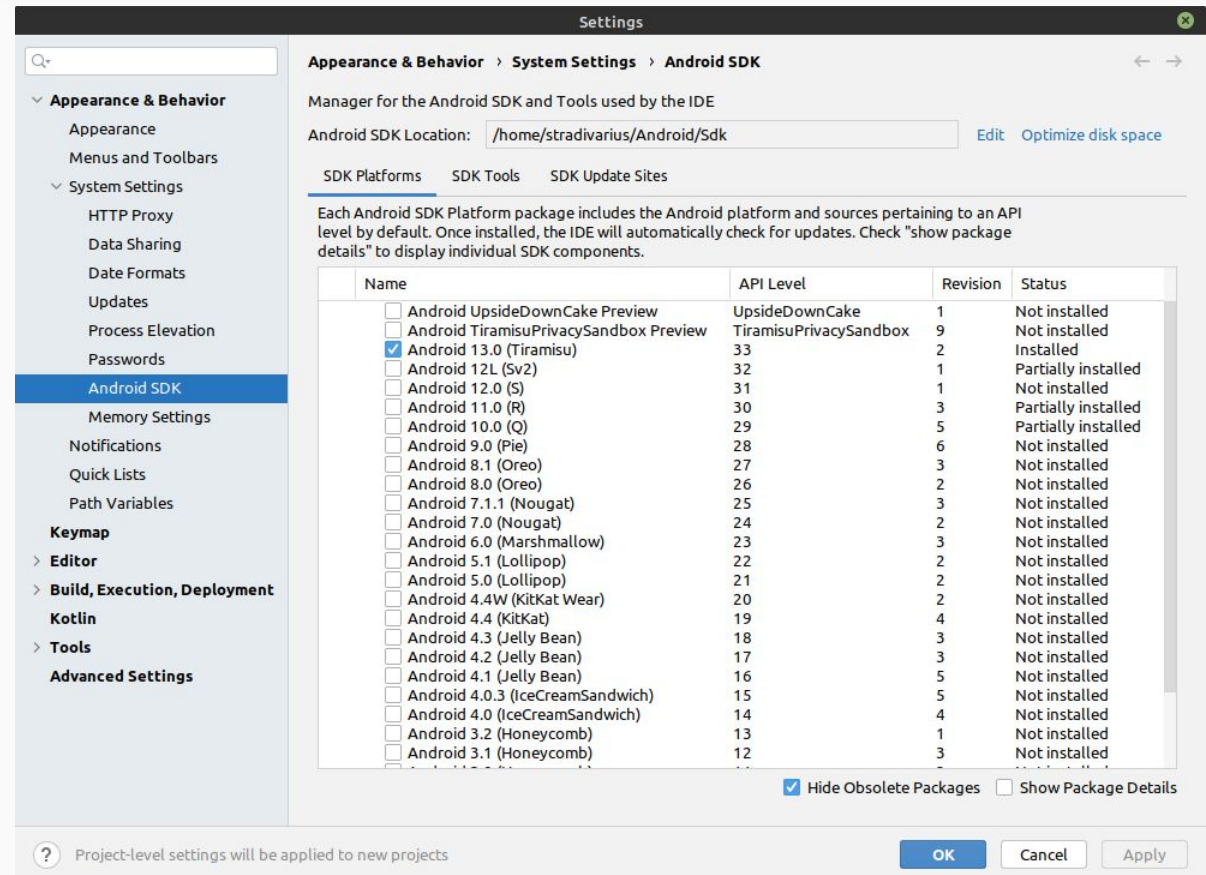 Settings
Appearance & Behavior
Appearance
Menus and Toolbars
System Settings
HTTP Proxy
Data Sharing
Date Formats
Updates
Process Elevation
Passwords
Android SDK
Memory Settings
Notifications
Quick Lists
Path Variables
Keymap
Editor
Build, Execution, Deployment
Kotlin
Tools
Advanced Settings
Appearance & Behavior › System Settings › Android SDK
Manager for the Android SDK and Tools used by the IDE
Android SDK Location: /home/stradivarius/Android/Sdk Edit Optimize disk space
SDK Platforms SDK Tools SDK Update Sites
Each Android SDK Platform package includes the Android platform and sources pertaining to an API
level by default. Once installed, the IDE will automatically check for updates. Check "show package
details" to display individual SDK components.
Name API Level Revision Status
Android UpsideDownCake Preview UpsideDownCake 1 Not installed
Android TiramisuPrivacySandbox Preview TiramisuPrivacySandbox 9 Not installed
Android 13.0 (Tiramisu) 33 2 Installed
Android 12L (Sv2) 32 1 Partially installed
Android 12.0 (S) 31 1 Not installed
Android 11.0 (R) 30 3 Partially installed
Android 10.0 (Q) 29 5 Partially installed
Android 9.0 (Pie) 28 6 Not installed
Android 8.1 (Oreo) 27 3 Not installed
Android 8.0 (Oreo) 26 2 Not installed
Android 7.1.1 (Nougat) 25 3 Not installed
Android 7.0 (Nougat) 24 2 Not installed
Android 6.0 (Marshmallow) 23 3 Not installed
Android 5.1 (Lollipop) 22 2 Not installed
Android 5.0 (Lollipop) 21 2 Not installed
Android 4.4W (KitKat Wear) 20 2 Not installed
Android 4.4 (KitKat) 19 4 Not installed
Android 4.3 (Jelly Bean) 18 3 Not installed
Android 4.2 (Jelly Bean) 17 3 Not installed
Android 4.1 (Jelly Bean) 16 5 Not installed
Android 4.0.3 (IceCreamSandwich) 15 5 Not installed
Android 4.0 (IceCreamSandwich) 14 4 Not installed
Android 3.2 (Honeycomb) 13 1 Not installed
Android 3.1 (Honeycomb) 12 3 Not installed
Hide Obsolete Packages Show Package Details
? Project-level settings will be applied to new projects
OK Cancel Apply